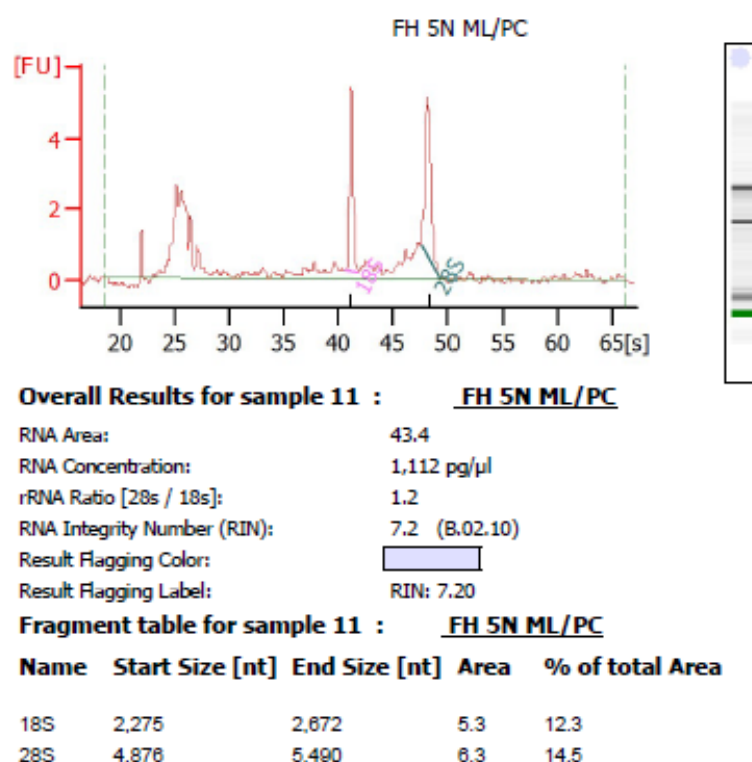 FH 5N ML/PC
[FU]
4
2
0
18S
28S
20 25 30 35 40 45 50 55 60 65[s]
Overall Results for sample 11 : FH 5N ML/PC
RNA Area: 43.4
RNA Concentration: 1,112 pg/µl
rRNA Ratio [28s / 18s]: 1.2
RNA Integrity Number (RIN): 7.2 (B.02.10)
Result Flagging Color:
Result Flagging Label: RIN: 7.20
Fragment table for sample 11 : FH 5N ML/PC
Name Start Size [nt] End Size [nt] Area % of total Area
18S 2,275 2,672 5.3 12.3
28S 4,876 5,490 6.3 14.5